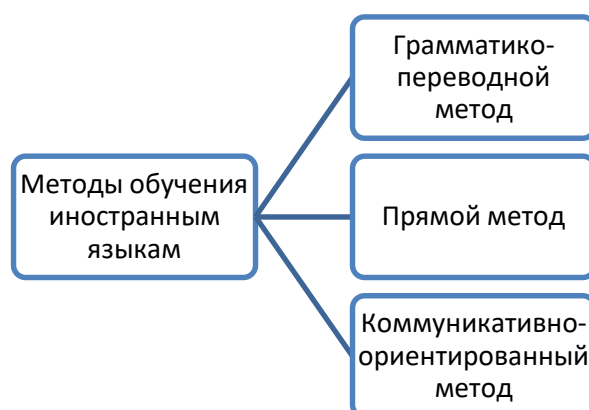 Методы обучения
иностранным
языкам
Грамматико-
переводной
метод
Прямой метод
Коммуникативно-
ориентированный
метод